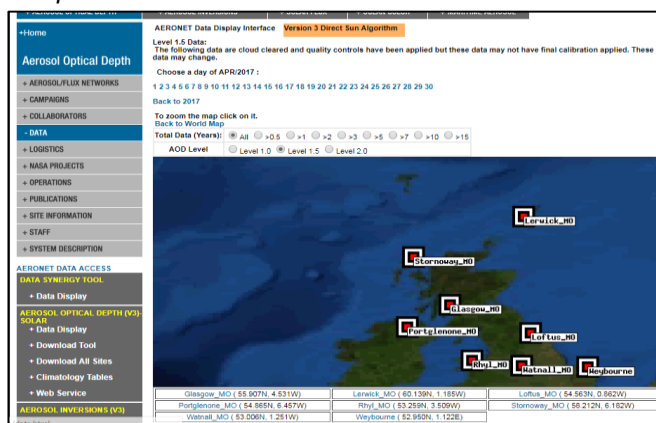 + AEROSOL OPTICAL DEPTH
+ AEROSOL INVERSIONS
+ SOLAR FLUX
+ MARITIME AEROSOL
+Home
Aerosol Optical Depth
+ AEROSOL/FLUX NETWORKS
+ CAMPAIGNS
+ COLLABORATORS
- DATA
+ LOGISTICS
+ NASA PROJECTS
+ OPERATIONS
+ PUBLICATIONS
+ SITE INFORMATION
+ STAFF
+ SYSTEM DESCRIPTION
AERONET DATA ACCESS
DATA SYNERGY TOOL
+ Data Display
AEROSOL OPTICAL DEPTH (V3)-
SOLAR
+ Data Display
+ Download Tool
+ Download All Sites
+ Climatology Tables
+ Web Service
AEROSOL INVERSIONS (V3)
AERONET Data Display Interface Version 3 Direct Sun Algorithm
Level 1.5 Data:
The following data are cloud cleared and quality controls have been applied but these data may not have final calibration applied. These
data may change.
Choose a day of APR/2017 :
1 2 3 4 5 6 7 8 9 10 11 12 13 14 15 16 17 18 19 20 21 22 23 24 25 26 27 28 29 30
Back to 2017
To zoom the map click on it.
Back to World Map
Total Data (Years): All >0.5 >1 >2 >3 >5 >7 >10 >15
AOD Level Level 1.0 Level 1.5 Level 2.0
Lerwick_MO
Stornoway_MO
Glasgow_MO
Portglenone_MO
Loftus_MO
Rhyl_MO
Watnall_MO
Weybourne
Glasgow_MO ( 55.907N, 4.531W) Lerwick_MO ( 60.139N, 1.185W) Loftus_MO ( 54.563N, 0.862W)
Portglenone_MO ( 54.865N, 6.457W) Rhyl_MO ( 53.259N, 3.509W) Stornoway_MO ( 58.212N, 6.182W)
Watnall_MO ( 53.006N, 1.251W) Weybourne ( 52.950N, 1.122E)